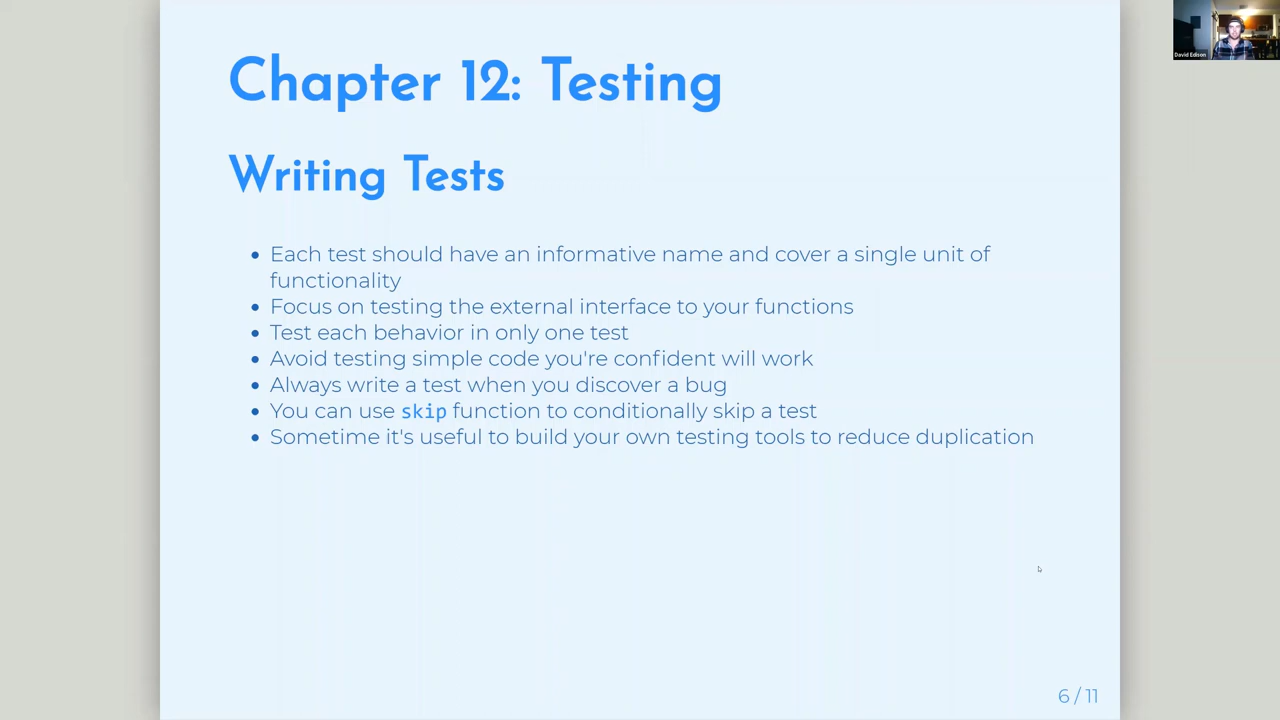 Chapter 12: Testing
Writing Tests
• Each test should have an informative name and cover a single unit of
functionality
• Focus on testing the external interface to your functions
• Test each behavior in only one test
• Avoid testing simple code you're confident will work
• Always write a test when you discover a bug
• You can use skip function to conditionally skip a test
• Sometime it's useful to build your own testing tools to reduce duplication
6 / 11
David Edison